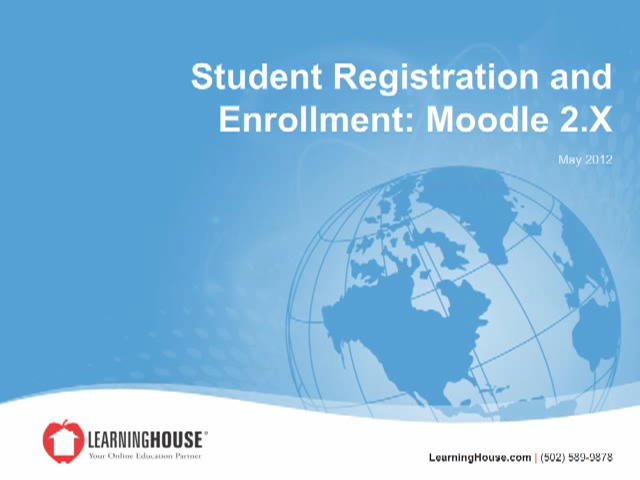 Student Registration and
Enrollment: Moodle 2.X
May 2012
LEARNINGHOUSE®
Your Online Education Partner
LearningHouse.com | (502) 589-9878